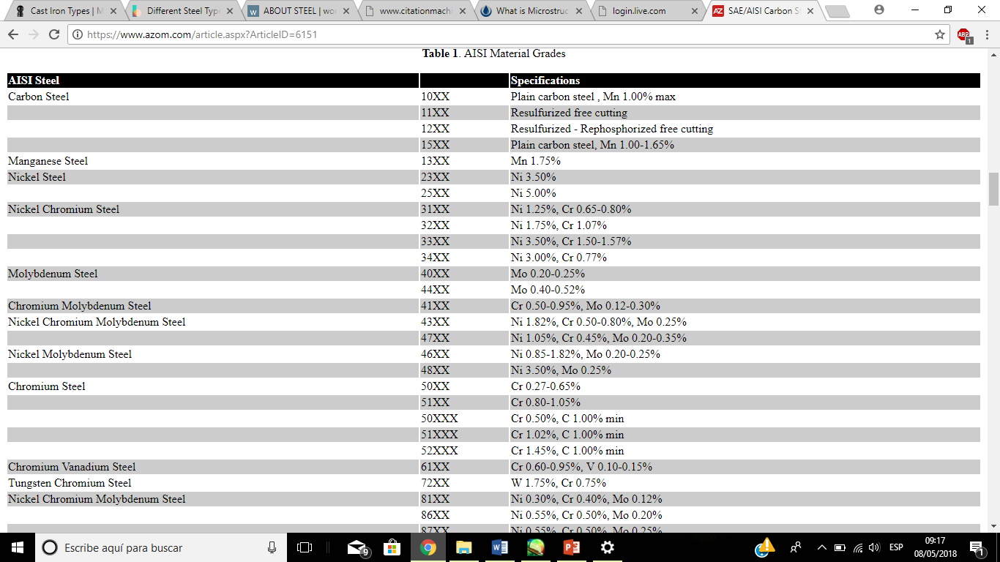 Cast Iron Types | M
Different Steel Type
ABOUT STEEL | wor
www.citationmachi
What is Microstruc
login.live.com
SAE/AISI Carbon St
https://www.azom.com/article.aspx?ArticleID=6151
ABP
1
Table 1. AISI Material Grades
AISI Steel Specifications
Carbon Steel 10XX Plain carbon steel , Mn 1.00% max
11XX Resulfurized free cutting
12XX Resulfurized - Rephosphorized free cutting
15XX Plain carbon steel, Mn 1.00-1.65%
Manganese Steel 13XX Mn 1.75%
Nickel Steel 23XX Ni 3.50%
25XX Ni 5.00%
Nickel Chromium Steel 31XX Ni 1.25%, Cr 0.65-0.80%
32XX Ni 1.75%, Cr 1.07%
33XX Ni 3.50%, Cr 1.50-1.57%
34XX Ni 3.00%, Cr 0.77%
Molybdenum Steel 40XX Mo 0.20-0.25%
44XX Mo 0.40-0.52%
Chromium Molybdenum Steel 41XX Cr 0.50-0.95%, Mo 0.12-0.30%
Nickel Chromium Molybdenum Steel 43XX Ni 1.82%, Cr 0.50-0.80%, Mo 0.25%
47XX Ni 1.05%, Cr 0.45%, Mo 0.20-0.35%
Nickel Molybdenum Steel 46XX Ni 0.85-1.82%, Mo 0.20-0.25%
48XX Ni 3.50%, Mo 0.25%
Chromium Steel 50XX Cr 0.27-0.65%
51XX Cr 0.80-1.05%
50XXX Cr 0.50%, C 1.00% min
51XXX Cr 1.02%, C 1.00% min
52XXX Cr 1.45%, C 1.00% min
Chromium Vanadium Steel 61XX Cr 0.60-0.95%, V 0.10-0.15%
Tungsten Chromium Steel 72XX W 1.75%, Cr 0.75%
Nickel Chromium Molybdenum Steel 81XX Ni 0.30%, Cr 0.40%, Mo 0.12%
86XX Ni 0.55%, Cr 0.50%, Mo 0.20%
87XX Ni 0.55%, Cr 0.50%, Mo 0.25%
Escribe aquí para buscar
9
ESP
09:17
08/05/2018
1